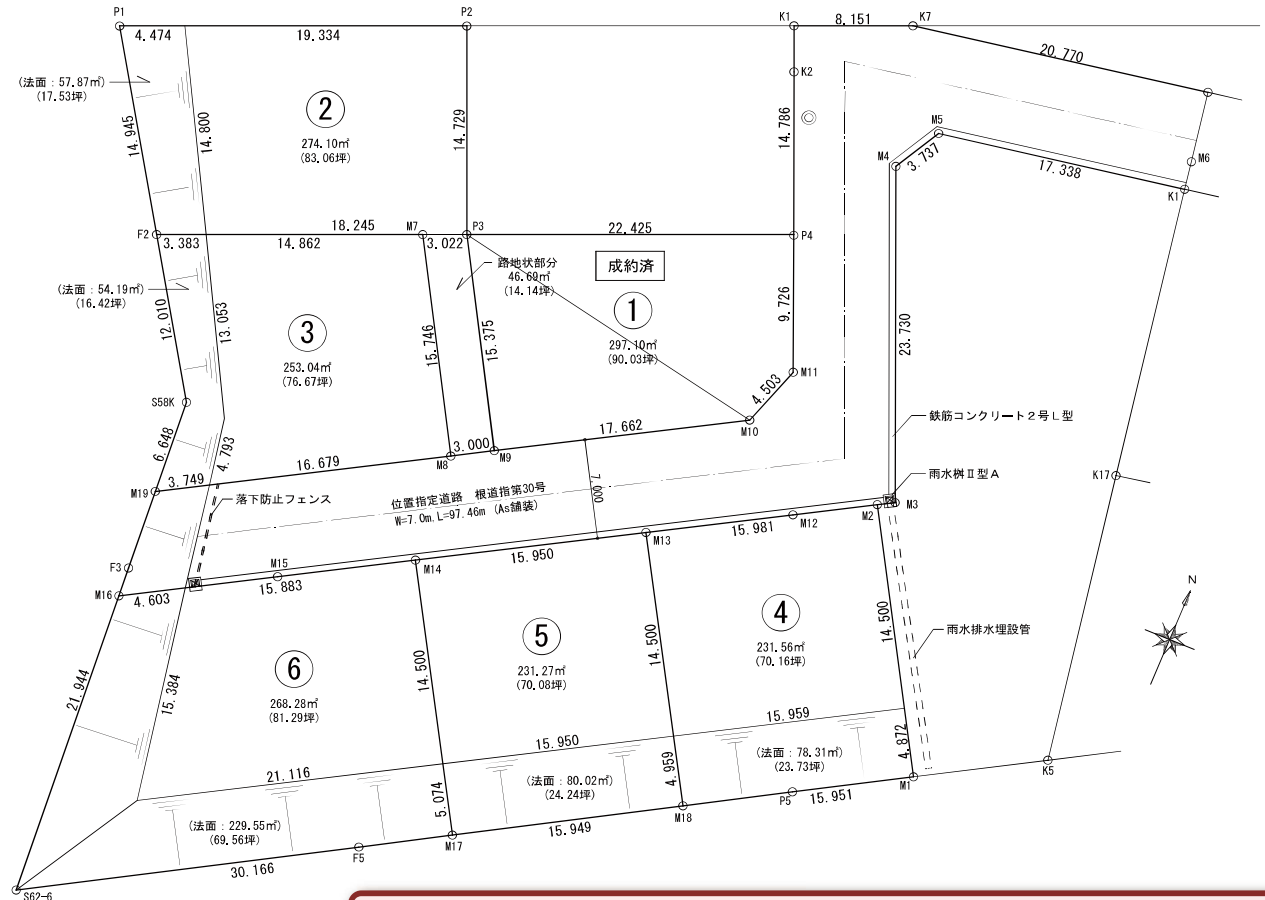 P1
P2
K1
8.151
K7
4.474
19.334
20.770
(法面：57.87㎡)
(17.53坪)
K2
14.945
14.800
②
274.10㎡
(83.06坪)
14.729
14.786
M5
M4
3.737
17.338
M6
K1
F2
3.383
18.245
14.862
M7
3.022
P3
22.425
P4
(法面：54.19㎡)
(16.42坪)
路地状部分
46.69㎡
(14.14坪)
成約済
①
297.10㎡
(90.03坪)
9.726
12.010
13.053
③
253.04㎡
(76.67坪)
15.746
15.375
23.730
M11
4.503
M10
S58K
6.648
4.793
鉄筋コンクリート２号Ｌ型
17.662
3.000
M9
M8
16.679
3.749
M19
7.000
雨水桝Ⅱ型Ａ
K17
落下防止フェンス
位置指定道路　根道指第30号
W=7.0m.L=97.46m (As舗装)
M3
M2
M12
15.981
M13
15.950
M14
M15
15.883
F3
M16
4.603
N
④
231.56㎡
(70.16坪)
14.500
雨水排水埋設管
⑤
231.27㎡
(70.08坪)
14.500
⑥
268.28㎡
(81.29坪)
14.500
21.944
15.384
15.959
15.950
21.116
4.872
(法面：78.31㎡)
(23.73坪)
4.959
(法面：80.02㎡)
(24.24坪)
5.074
(法面：229.55㎡)
(69.56坪)
K5
M1
15.951
P5
M18
15.949
M17
F5
30.166
S62-6